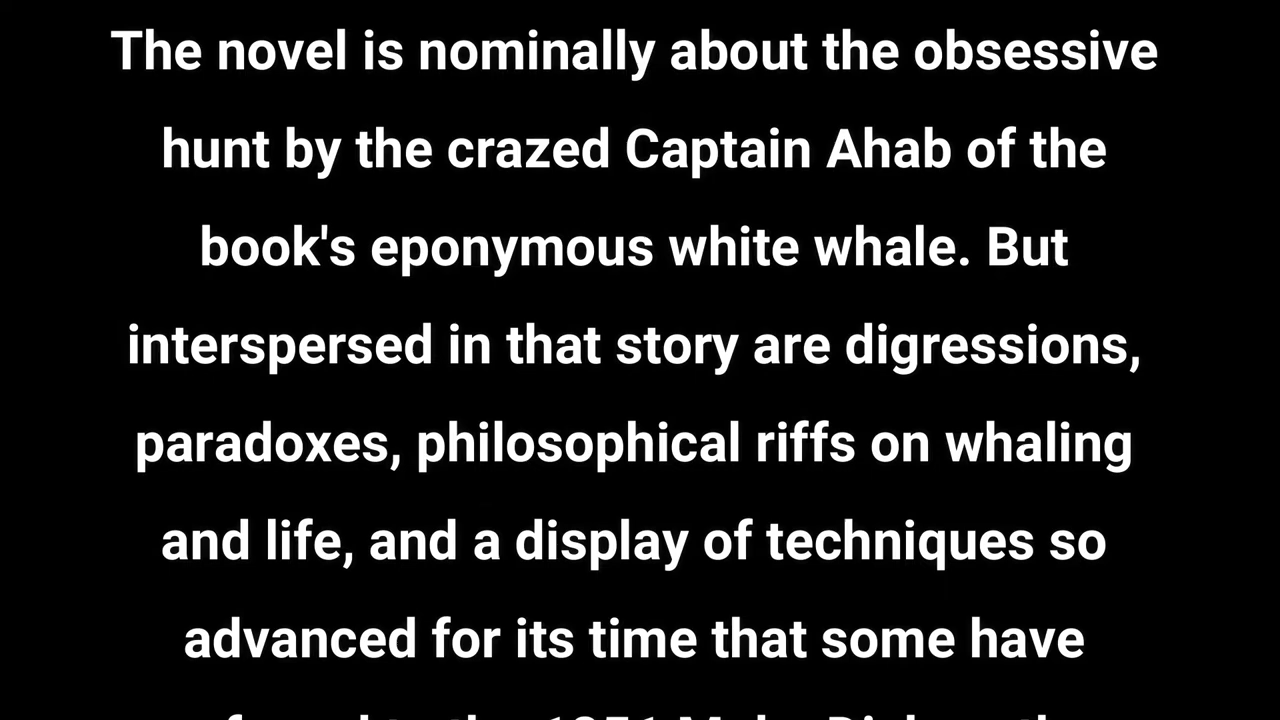 The novel is nominally about the obsessive
hunt by the crazed Captain Ahab of the
book's eponymous white whale. But
interspersed in that story are digressions,
paradoxes, philosophical riffs on whaling
and life, and a display of techniques so
advanced for its time that some have